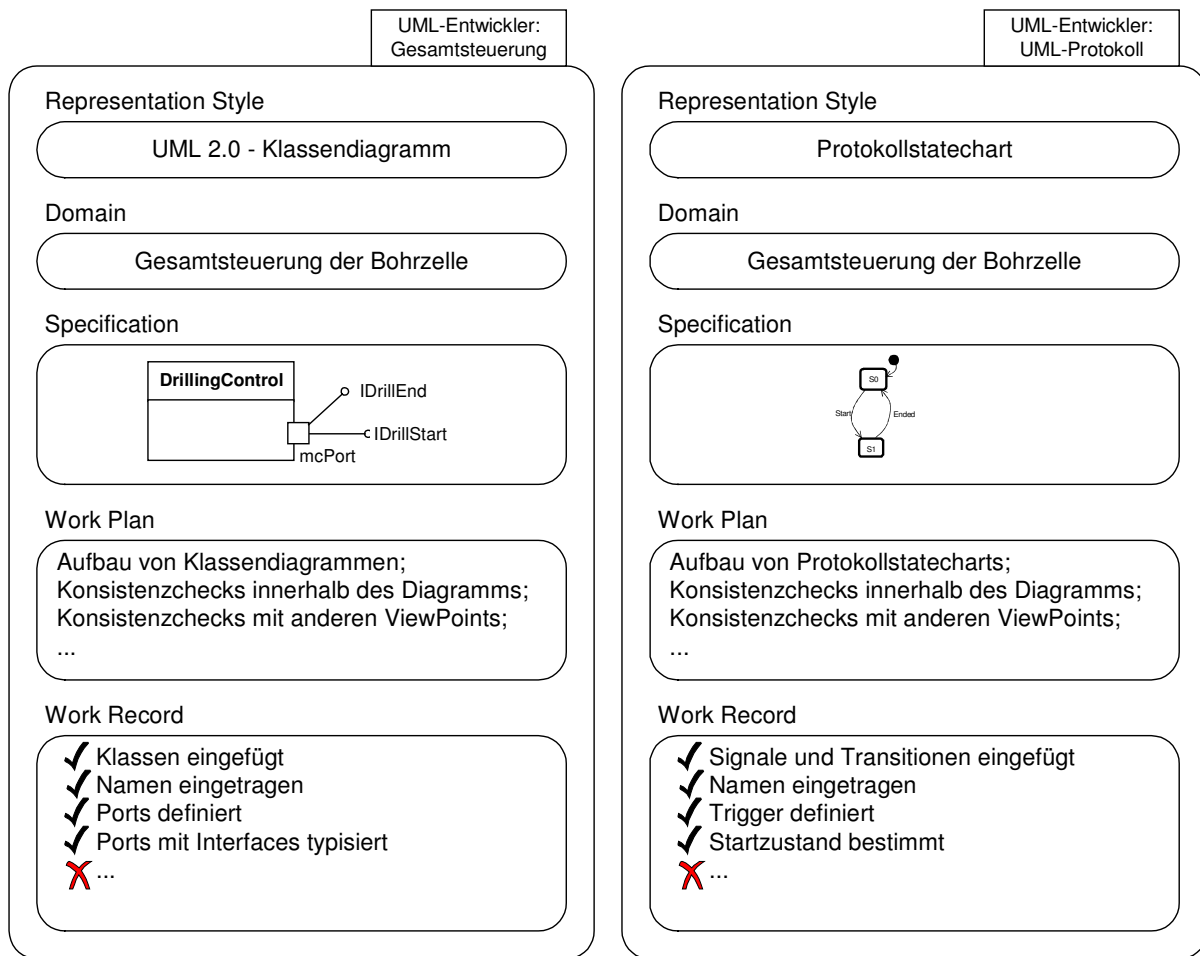 UML-Entwickler:
Gesamtsteuerung
Representation Style
UML 2.0 - Klassendiagramm
Domain
Gesamtsteuerung der Bohrzelle
Specification
DrillingControl
IDrillEnd
IDrillStart
mcPort
Work Plan
Aufbau von Klassendiagrammen;
Konsistenzchecks innerhalb des Diagramms;
Konsistenzchecks mit anderen ViewPoints;
...
Work Record
Klassen eingefügt
Namen eingetragen
Ports definiert
Ports mit Interfaces typisiert
...
UML-Entwickler:
UML-Protokoll
Representation Style
Protokollstatechart
Domain
Gesamtsteuerung der Bohrzelle
Specification
S0
Start
Ended
S1
Work Plan
Aufbau von Protokollstatecharts;
Konsistenzchecks innerhalb des Diagramms;
Konsistenzchecks mit anderen ViewPoints;
...
Work Record
Signale und Transitionen eingefügt
Namen eingetragen
Trigger definiert
Startzustand bestimmt
...